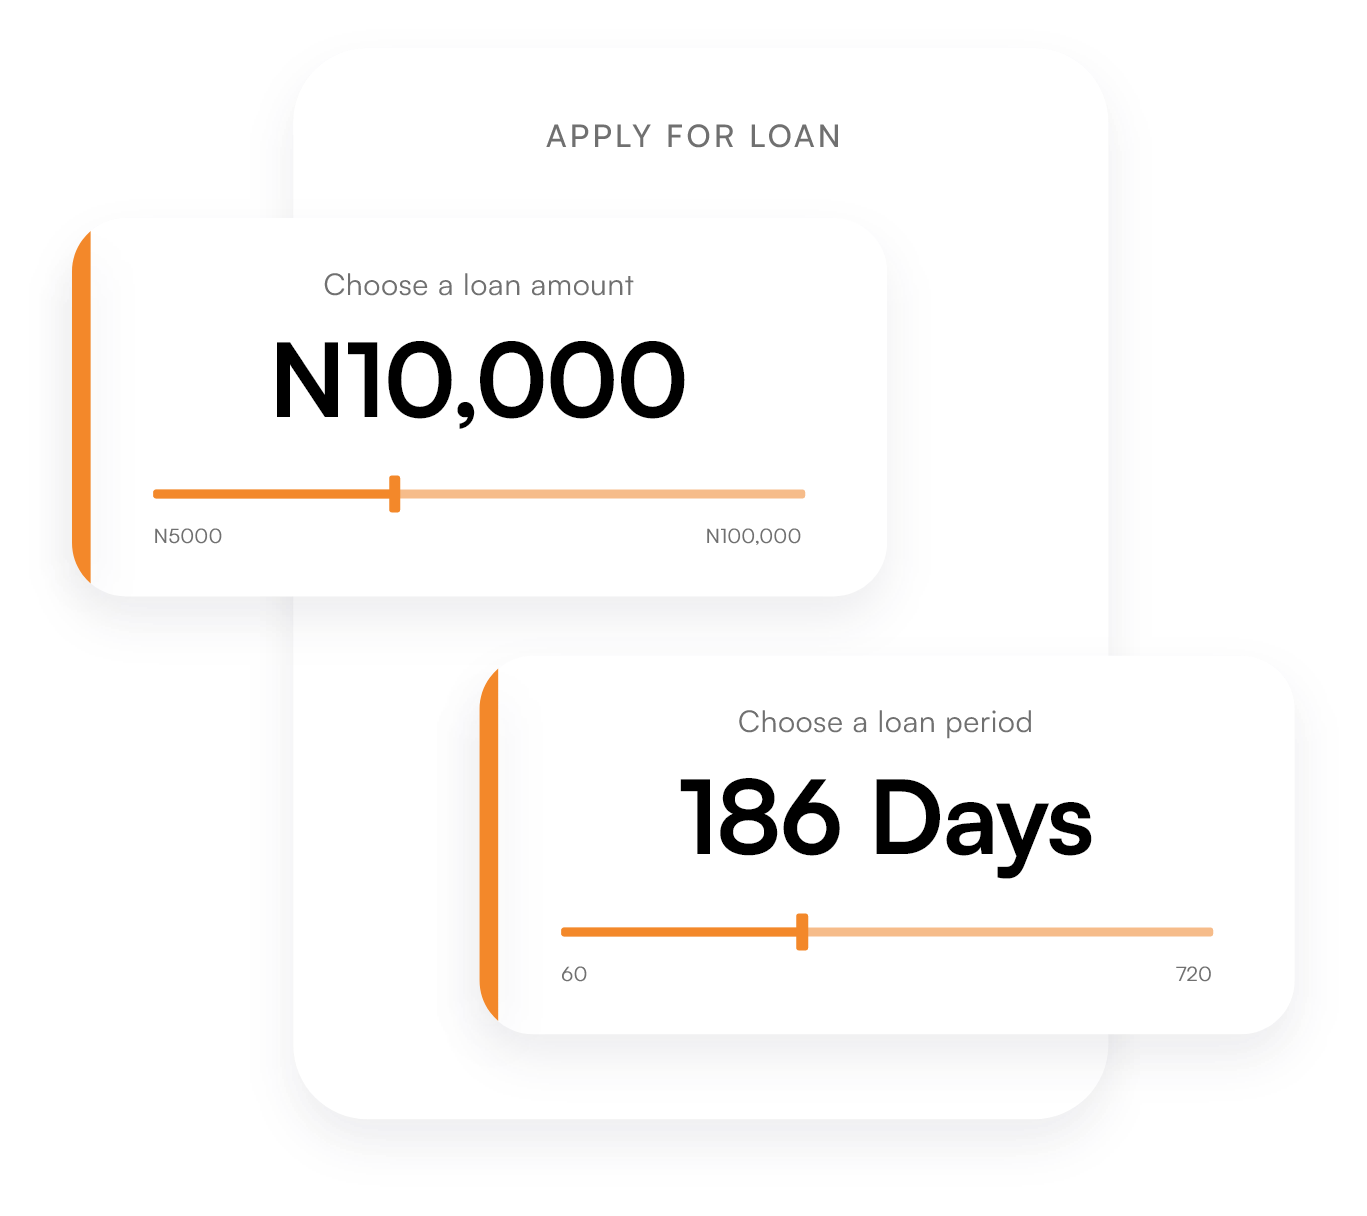 APPLY FOR LOAN
Choose a loan amount
N10,000
N5000 N100,000
Choose a loan period
186 Days
60 720